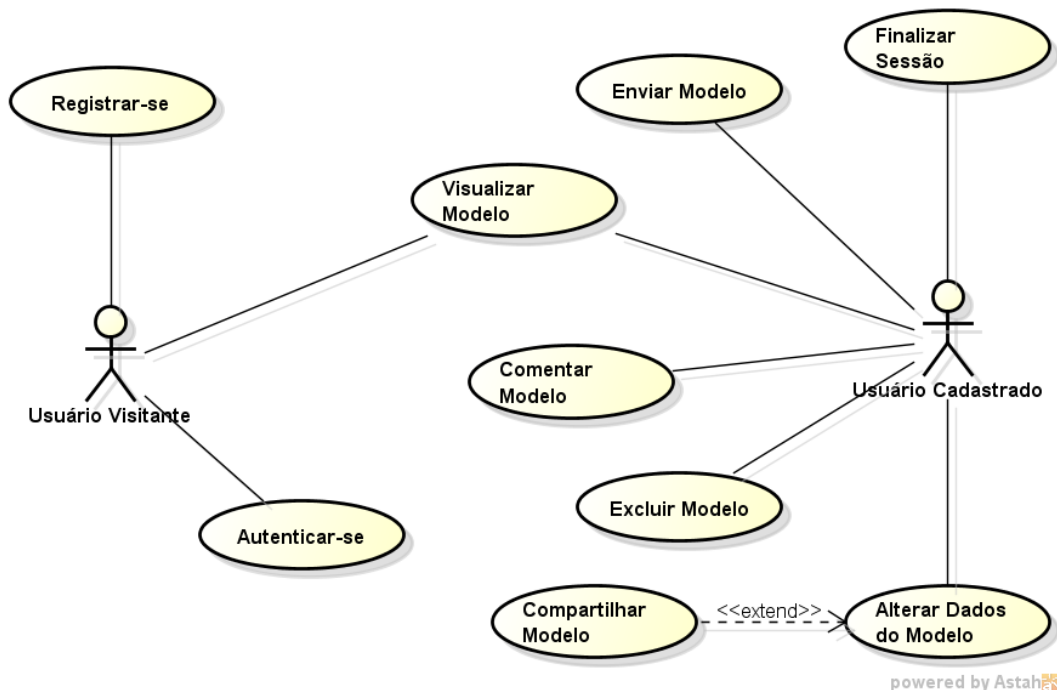 Finalizar
Sessão
Enviar Modelo
Registrar-se
Visualizar
Modelo
Comentar
Modelo
Usuário Cadastrado
Usuário Visitante
Excluir Modelo
Autenticar-se
Compartilhar
Modelo
<<extend>>
Alterar Dados
do Modelo
powered by Astah